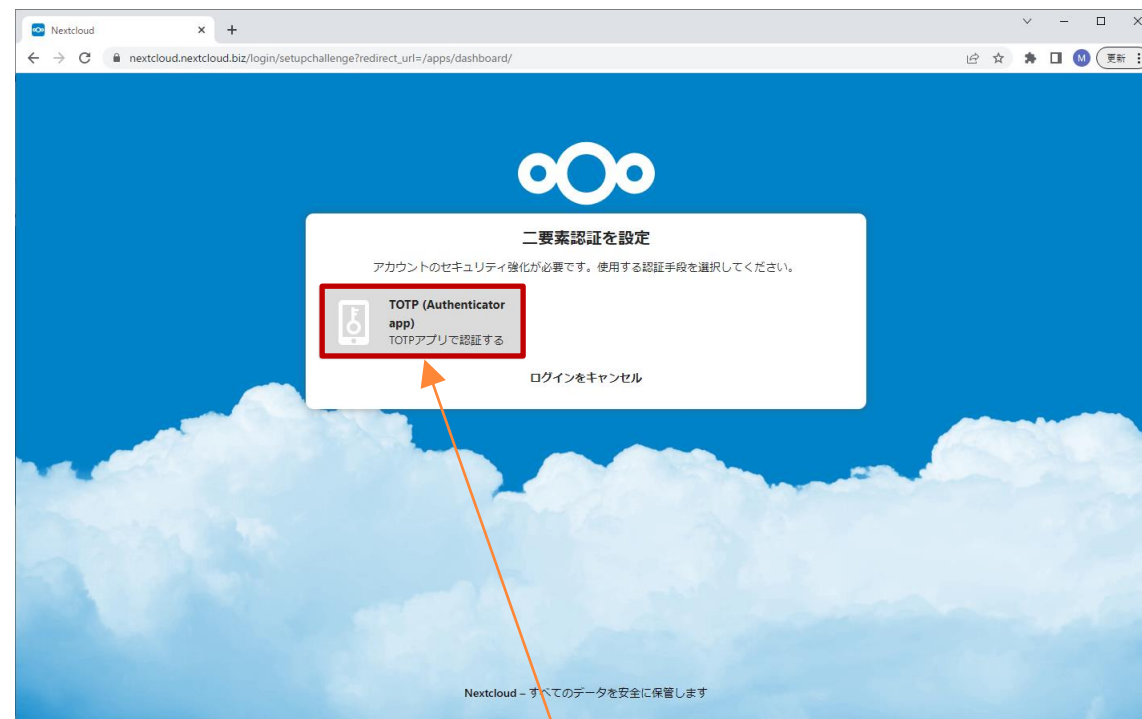 Nextcloud
nextcloud.nextcloud.biz/login/setupchallenge?redirect_url=/apps/dashboard/
M
更新
二要素認証を設定
アカウントのセキュリティ強化が必要です。使用する認証手段を選択してください。
TOTP (Authenticator
app)
TOTPアプリで認証する
ログインをキャンセル
Nextcloud – すべてのデータを安全に保管します